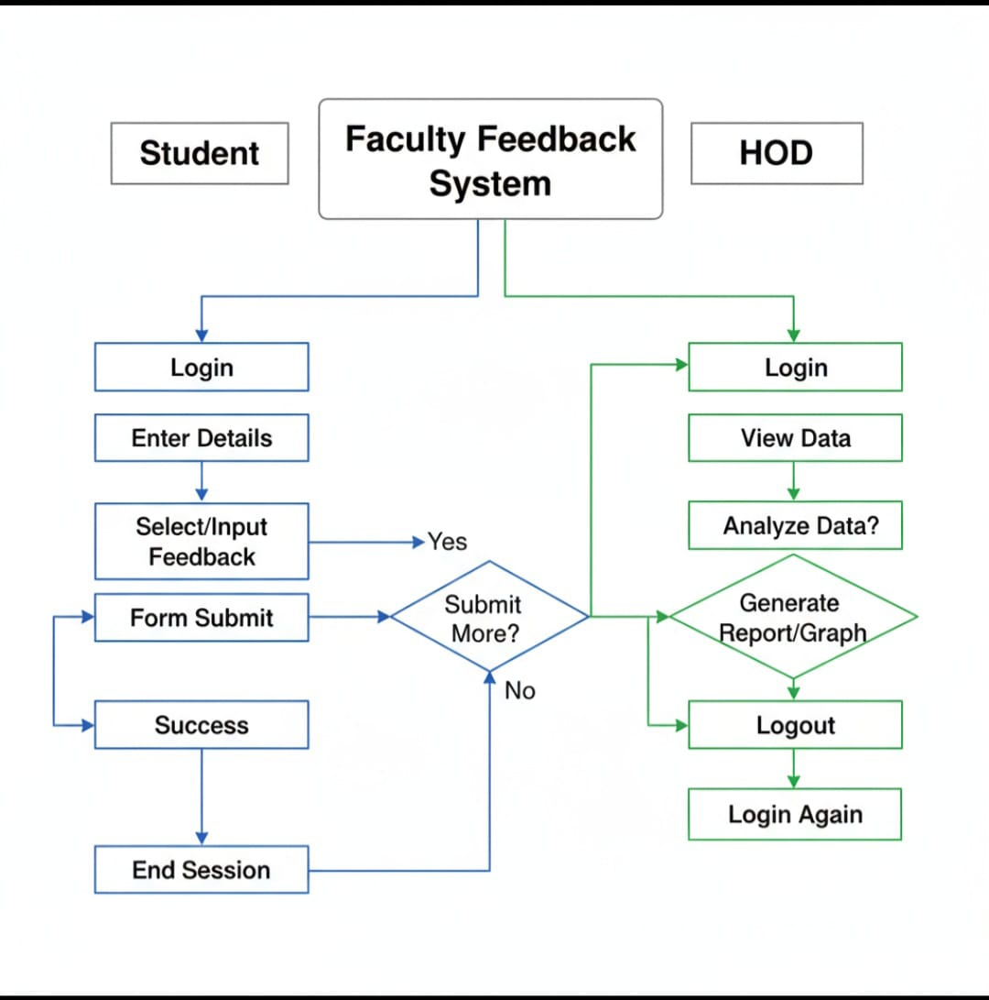 Student
Faculty Feedback
System
HOD
Login
Enter Details
Select/Input
Feedback
Form Submit
Success
End Session
Yes
Submit
More?
No
Login
View Data
Analyze Data?
Generate
Report/Graph
Logout
Login Again